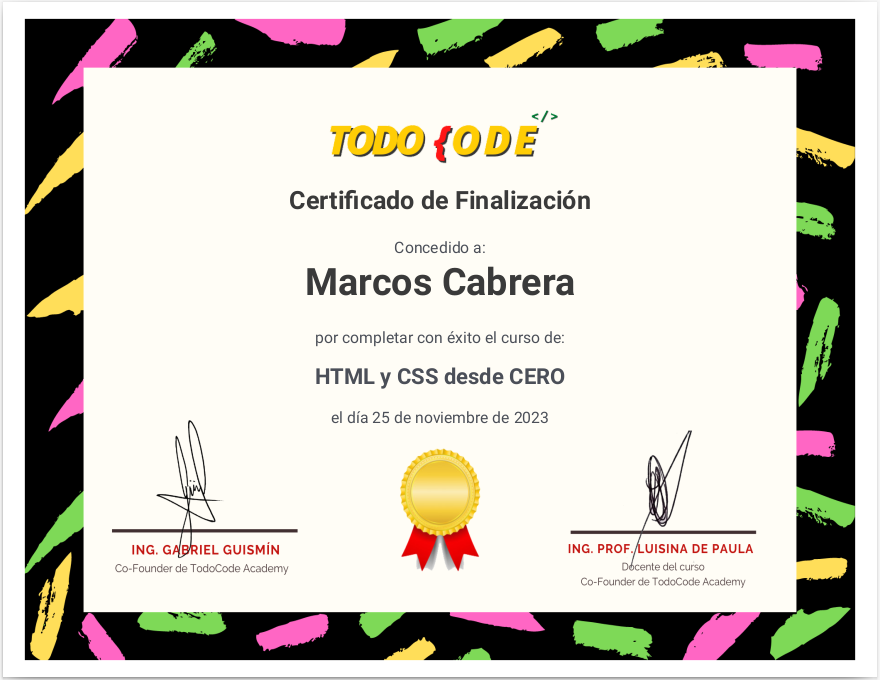 </>
TODO {ODE
Certificado de Finalización
Concedido a:
Marcos Cabrera
por completar con éxito el curso de:
HTML y CSS desde CERO
el día 25 de noviembre de 2023
ING. GABRIEL GUISMÍN
Co-Founder de TodoCode Academy
ING. PROF. LUISINA DE PAULA
Docente del curso
Co-Founder de TodoCode Academy